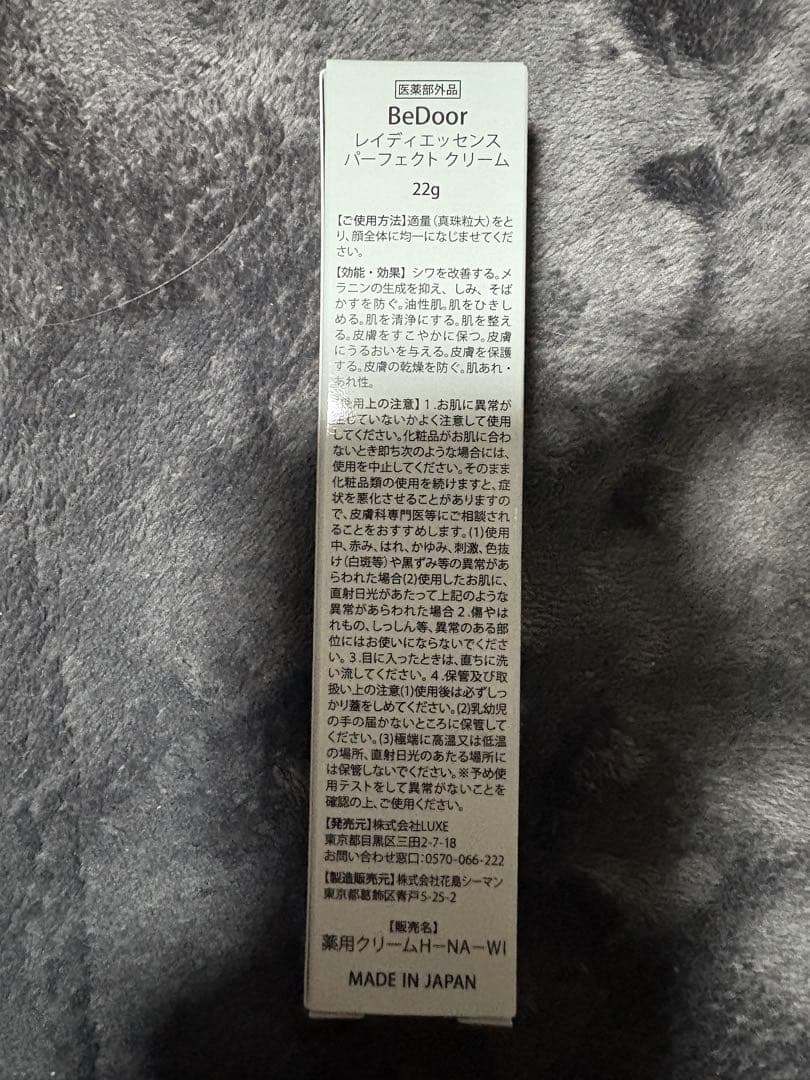 医薬部外品
BeDoor
レイディエッセンス
パーフェクト クリーム
22g
【ご使用方法】適量(真珠粒大)をと
り、顔全体に均一になじませてくだ
さい。
【効能・効果】シワを改善する。メ
ラニンの生成を抑え、しみ、そば
かすを防ぐ。油性肌。肌をひきし
める。肌を清浄にする。肌を整え
る。皮膚をすこやかに保つ。皮膚
にうるおいを与える。皮膚を保護
する。皮膚の乾燥を防ぐ。肌あれ・
あれ性。
【使用上の注意】1.お肌に異常が
生じていないかよく注意して使用
してください。化粧品がお肌に合わ
ないとき即ち次のような場合には、
使用を中止してください。そのまま
化粧品類の使用を続けますと、症
状を悪化させることがありますの
で、皮膚科専門医等にご相談され
ることをおすすめします。(1)使用
中、赤み、はれ、かゆみ、刺激、色抜
け(白斑等)や黒ずみ等の異常があ
らわれた場合(2)使用したお肌に、
直射日光があたって上記のような
異常があらわれた場合2.傷やは
れもの、しっしん等、異常のある部
位にはお使いにならないでくださ
い。3.目に入ったときは、直ちに洗
い流してください。4.保管及び取
扱い上の注意(1)使用後は必ずしっ
かり蓋をしめてください。(2)乳幼児
の手の届かないところに保管して
ください。(3)極端に高温又は低温
の場所、直射日光のあたる場所に
は保管しないでください。※予め使
用テストをして異常がないことを
確認の上、ご使用ください。
【発売元】株式会社LUXE
東京都目黒区三田2-7-18
お問い合わせ窓口:0570-066-222
【製造販売元】株式会社花島シーマン
東京都葛飾区青戸5-25-2
【販売名】
薬用クリームH−NA−WI
MADE IN JAPAN